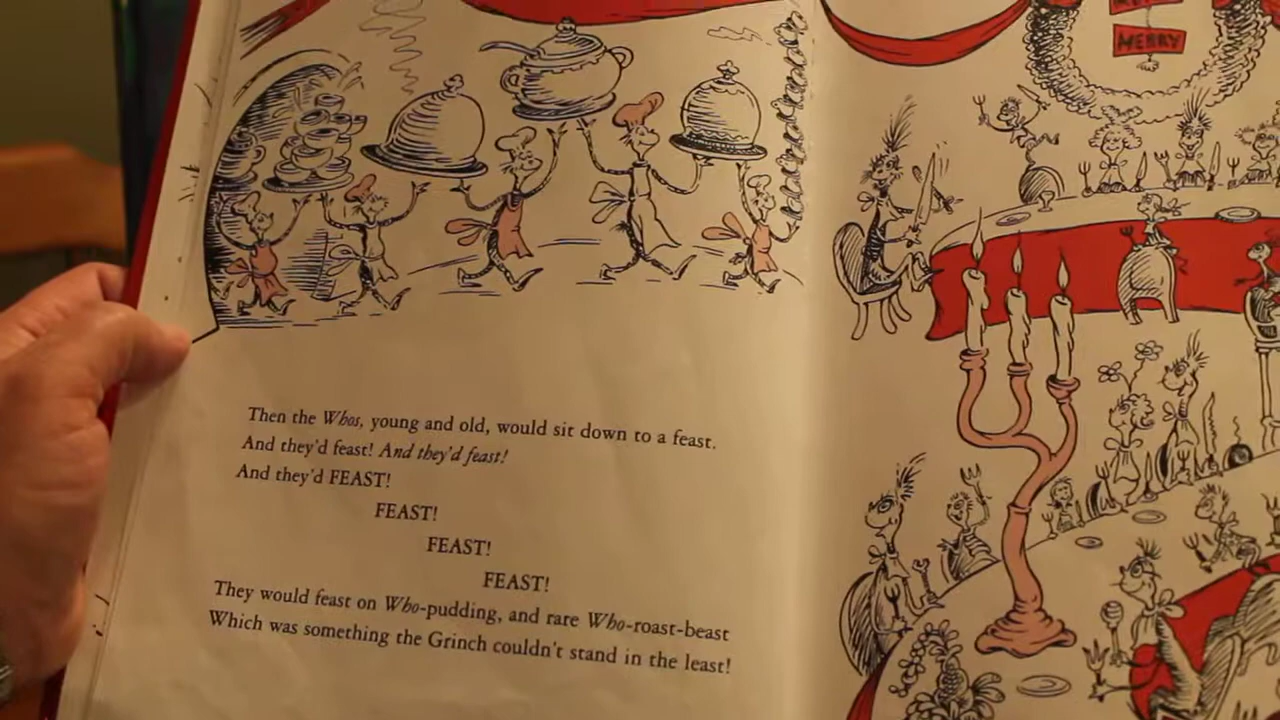 Then the Whos, young and old, would sit down to a feast.
And they'd feast! And they'd feast!
And they'd FEAST!
FEAST!
FEAST!
FEAST!
They would feast on Who-pudding, and rare Who-roast-beast
Which was something the Grinch couldn't stand in the least!
MERRY